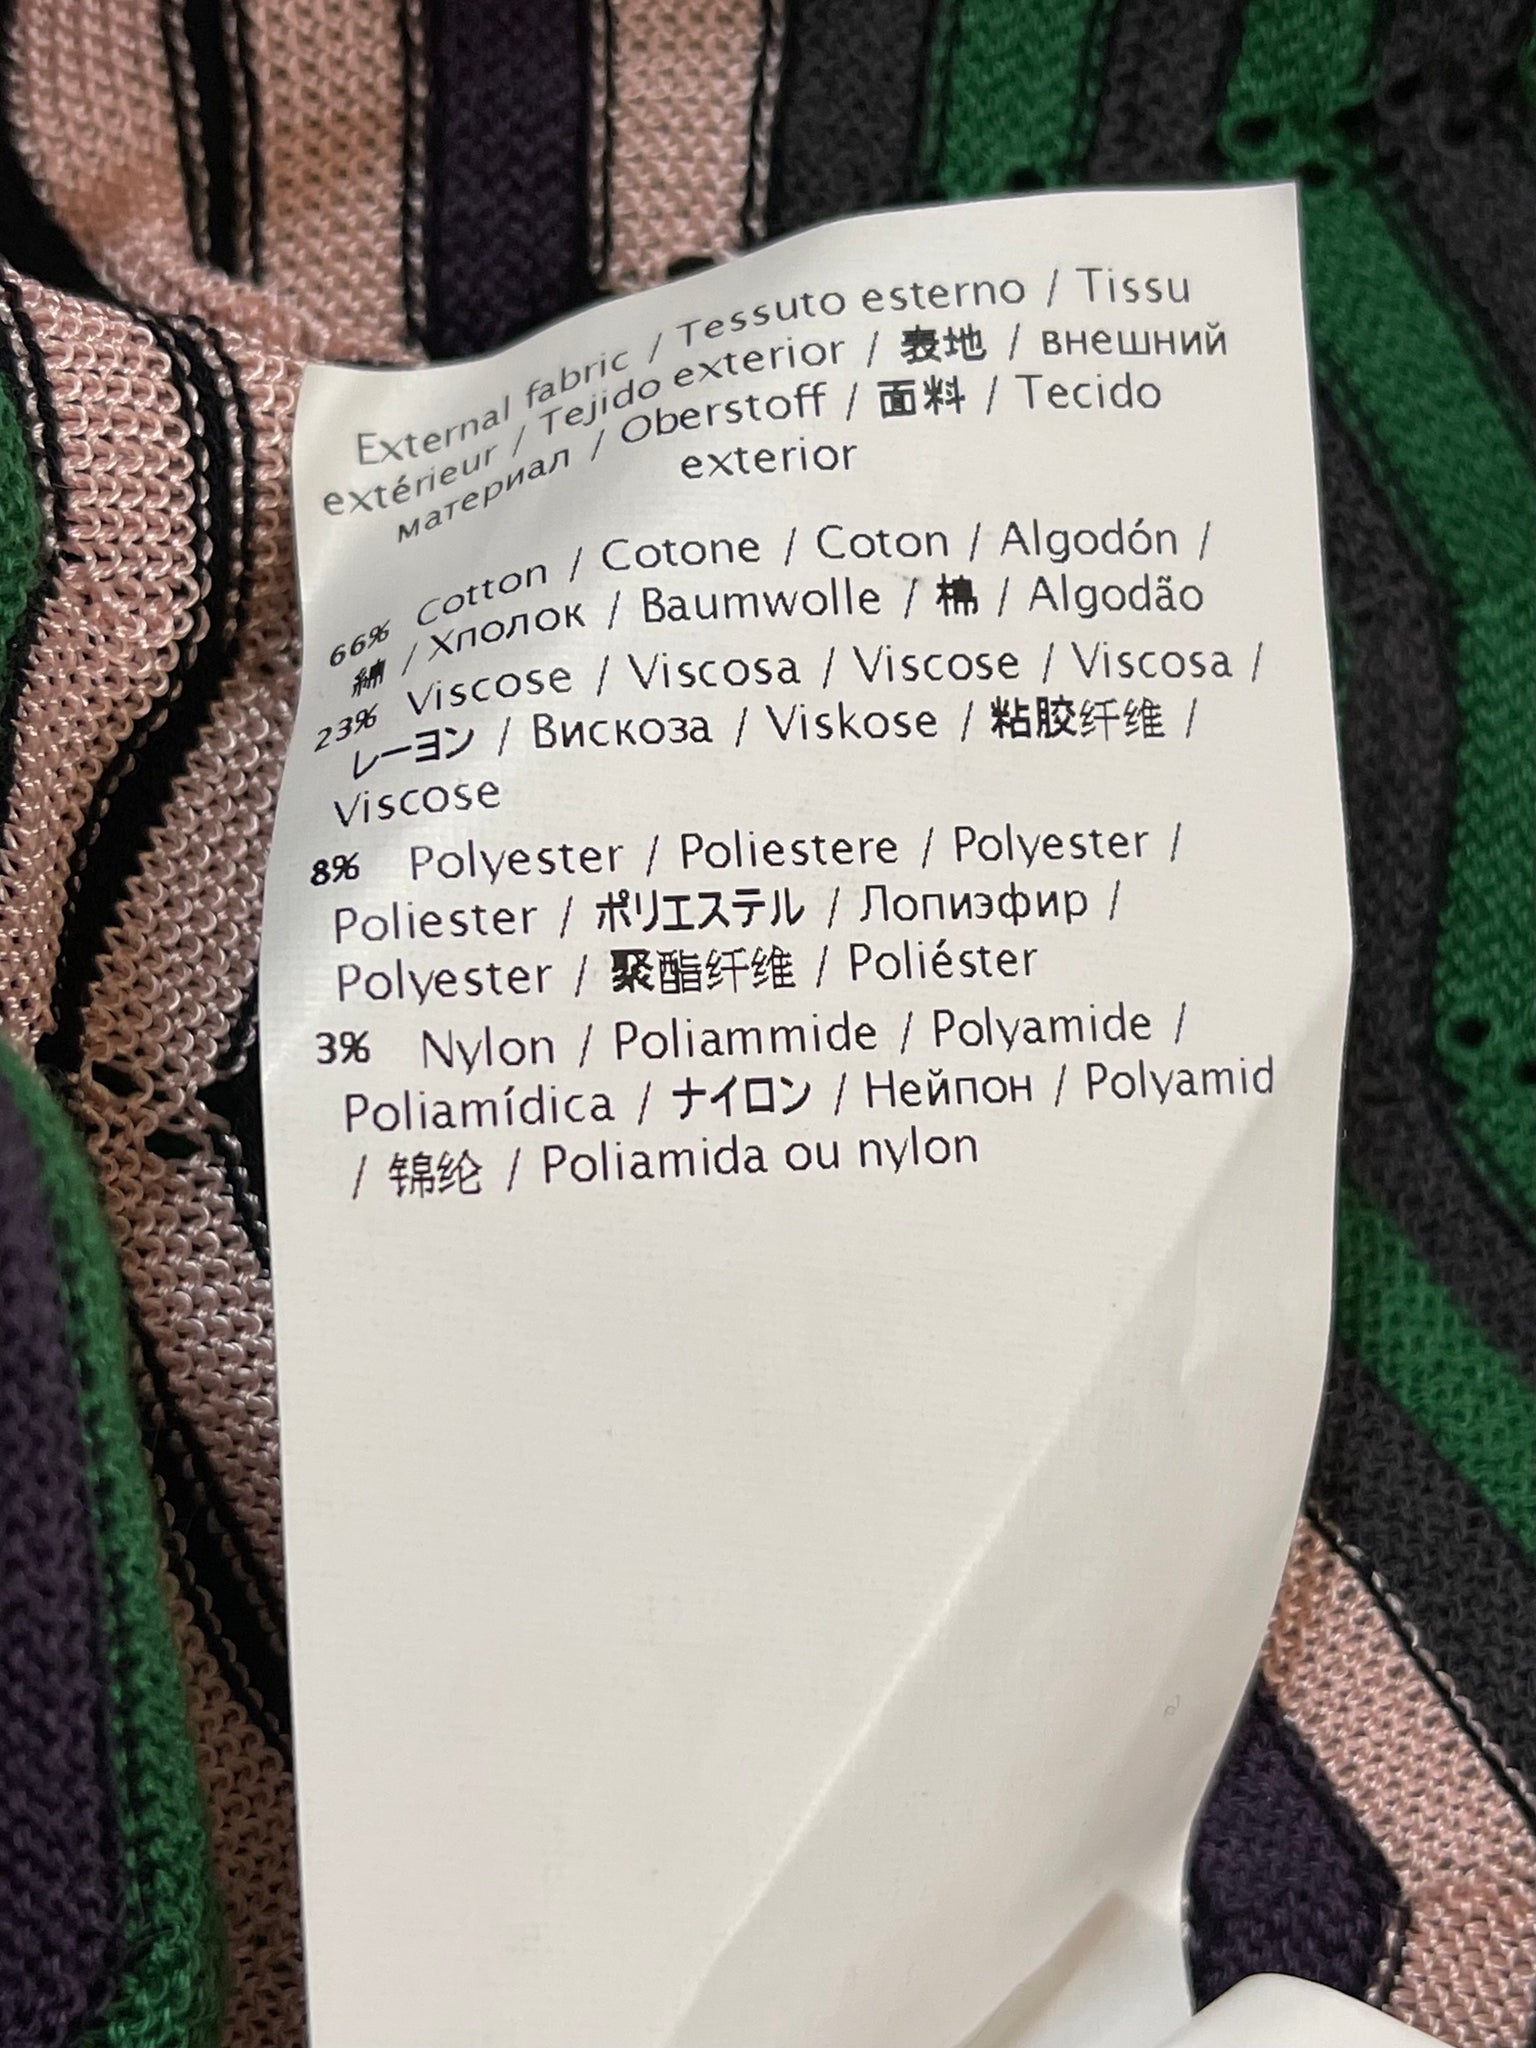 External fabric / Tessuto esterno / Tissu
extérieur / Tejido exterior / 表地 / внешний
материал / Oberstoff / 面料 / Tecido
exterior
66% Cotton / Cotone / Coton / Algodón /
綿 / Хполок / Baumwolle / 棉 / Algodão
23% Viscose / Viscosa / Viscose / Viscosa /
レーヨン / Вискоза / Viskose / 粘胶纤维 /
Viscose
8% Polyester / Poliestere / Polyester /
Poliester / ポリエステル / Лопиэфир /
Polyester / 聚酯纤维 / Poliéster
3% Nylon / Poliammide / Polyamide /
Poliamídica / ナイロン / Нейпон / Polyamid
/ 锦纶 / Poliamida ou nylon